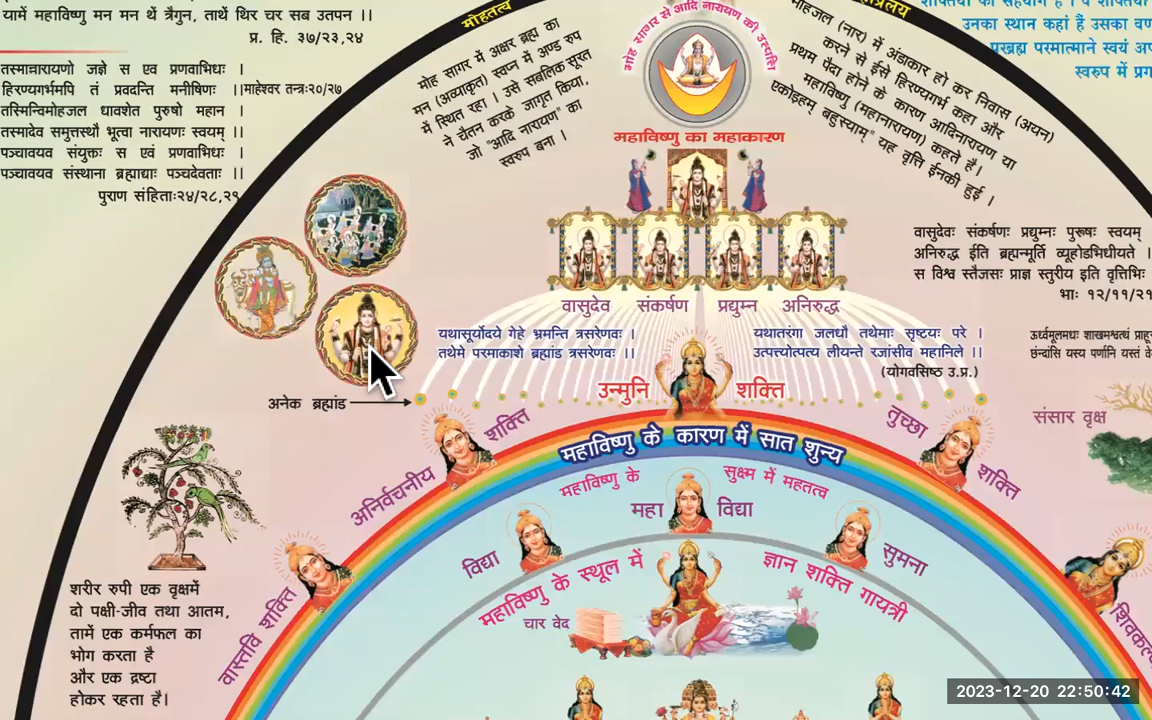 यामें महाविष्णु मन मन थें त्रैगुन, ताथें थिर चर सब उतपन ।।
प्र. हि. ३७/२३,२४
तस्मान्नारायणो जज्ञे स एव प्रणवाभिधः ।
हिरण्यगर्भमपि तं प्रवदन्ति मनीषिणः ।।माहेश्वर तन्त्रः२०/२७
तस्मिन्विमोहजल धावशेत पुरुषो महान ।
तस्मादेव समुत्तस्थौ भूत्वा नारायणः स्वयम् ।।
पञ्चावयव संयुक्तः स एवं प्रणवाभिधः ।
पञ्चावयव संस्थाना ब्रह्माद्याः पञ्चदेवताः ।।
पुराण संहिताः२४/२८,२९
मोहतत्व
मोह सागर में अक्षर ब्रह्म का
मन (अव्याकृत) स्वप्न में अण्ड रुप
में स्थित रहा । उसे सबलिक सूरत
ने चैतन करके जागृत किया,
जो "आदि नारायण" का
स्वरुप बना ।
मोह सागर से आदि नारायण की उत्पत्ति
महाविष्णु का महाकारण
मोहजल (नार) में अंडाकार हो कर निवास (अयन)
करने से ईसे हिरण्यगर्भ कहा और
प्रथम पैदा होने के कारण आदिनारायण या
महाविष्णु (महानारायण) कहते है।
एकोऽहम् बहुस्याम्" यह वृत्ति ईनकी हुई ।
उनका स्थान कहां हैं उसका
परब्रह्म परमात्माने स्वयं
स्वरुप में
वासुदेवः संकर्षणः प्रद्युम्नः पुरूषः स्वयम्
अनिरुद्ध ईति ब्रह्मन्मूर्ति व्यूहोडभिधीयते ।
स विश्व स्तैजसः प्राज्ञ स्तुरीय इति वृत्तिभिः
भाः १२/११/२१
वासुदेव संकर्षण प्रद्युम्न अनिरुद्ध
यथासूर्योदये गेहे भ्रमन्ति त्रसरेणवः ।
तथेमे परमाकाशे ब्रह्मांड त्रसरेणवः ।।
यथातरंगा जलधौ तथेमाः सृष्टयः परे ।
उत्पत्त्योत्पत्य लीयन्ते रजांसीव महानिले ।।
(योगवसिष्ठ उ.प्र.)
ऊर्ध्वमूलमधः शाखमश्वत्थं
छंन्दांसि यस्य पर्णानि यस्तं
उन्मुनि शक्ति
अनेक ब्रह्मांड
संसार वृक्ष
अनिर्वचनीय शक्ति
तुच्छा शक्ति
महाविष्णु के कारण में सात शुन्य
महाविष्णु के सुक्ष्म में महतत्व
महा विद्या
विद्या
सुमना
वास्तवि शक्ति
महाविष्णु के स्थूल में ज्ञान शक्ति गायत्री
चार वेद
शरीर रुपी एक वृक्षमें
दो पक्षी-जीव तथा आतम,
तामें एक कर्मफल का
भोग करता है
और एक द्रष्टा
होकर रहता है।
2023-12-20 22:50:42